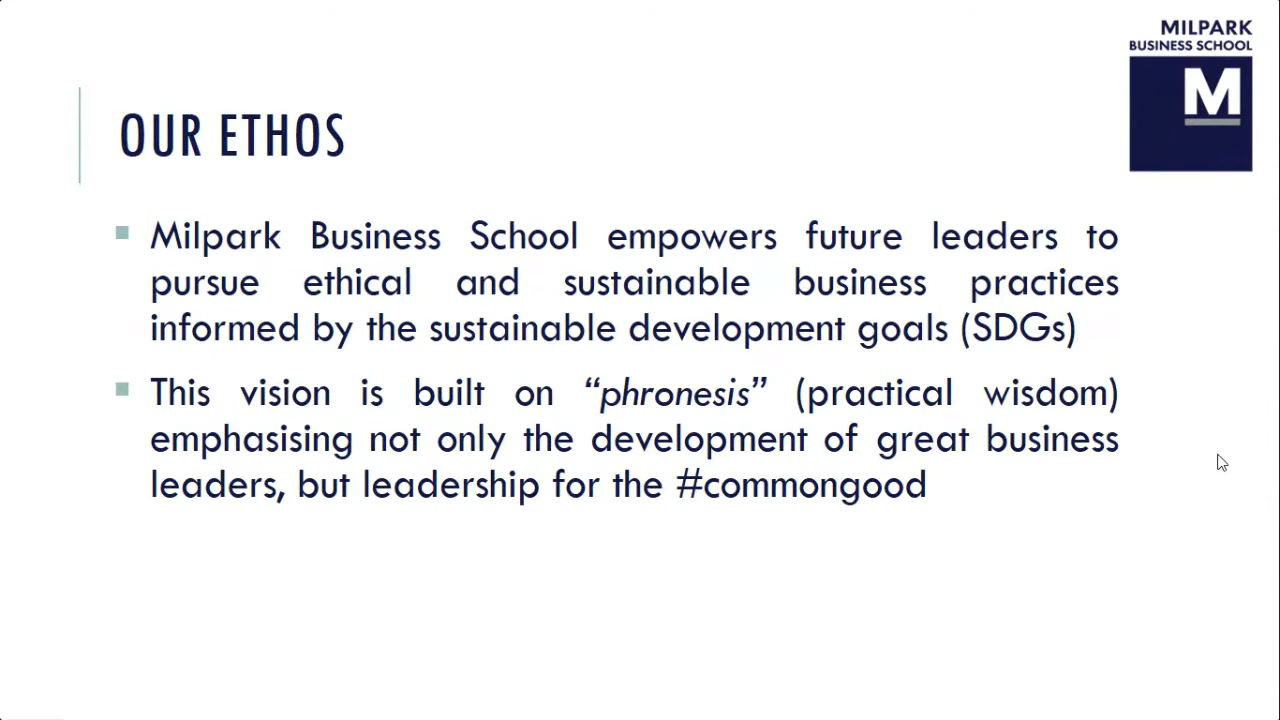 MILPARK
BUSINESS SCHOOL
M
OUR ETHOS
Milpark Business School empowers future leaders to
pursue ethical and sustainable business practices
informed by the sustainable development goals (SDGs)
This vision is built on “phronesis” (practical wisdom)
emphasising not only the development of great business
leaders, but leadership for the #commongood